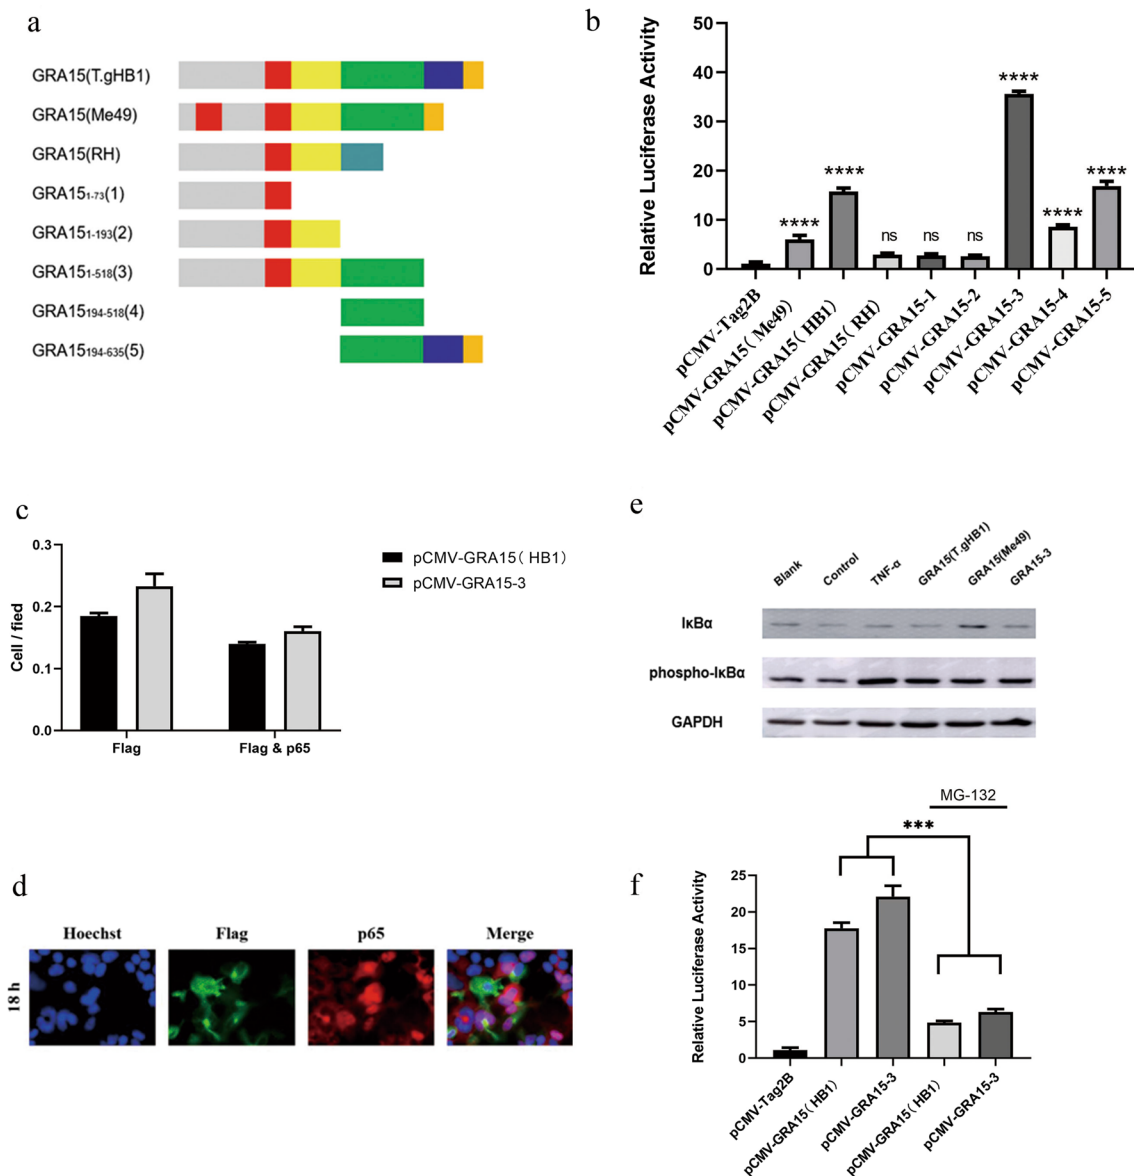 a
GRA15(T.gHB1)
GRA15(Me49)
GRA15(RH)
GRA151-73(1)
GRA151-193(2)
GRA151-518(3)
GRA15194-518(4)
GRA15194-635(5)
b
Relative Luciferase Activity
50
40
30
20
10
0
****
****
ns
ns
ns
****
****
****
pCMV-Tag2B
pCMV-GRA15(Me49)
pCMV-GRA15(HB1)
pCMV-GRA15(RH)
pCMV-GRA15-1
pCMV-GRA15-2
pCMV-GRA15-3
pCMV-GRA15-4
pCMV-GRA15-5
c
Cell / fied
0.3
0.2
0.1
0.0
Flag
Flag & p65
pCMV-GRA15(HB1)
pCMV-GRA15-3
d
Hoechst
Flag
p65
Merge
18 h
e
Blank
Control
TNF-α
GRA15(T.gHB1)
GRA15(Me49)
GRA15-3
IκBα
phospho-IκBα
GAPDH
f
MG-132
***
Relative Luciferase Activity
25
20
15
10
5
0
pCMV-Tag2B
pCMV-GRA15(HB1)
pCMV-GRA15-3
pCMV-GRA15(HB1)
pCMV-GRA15-3